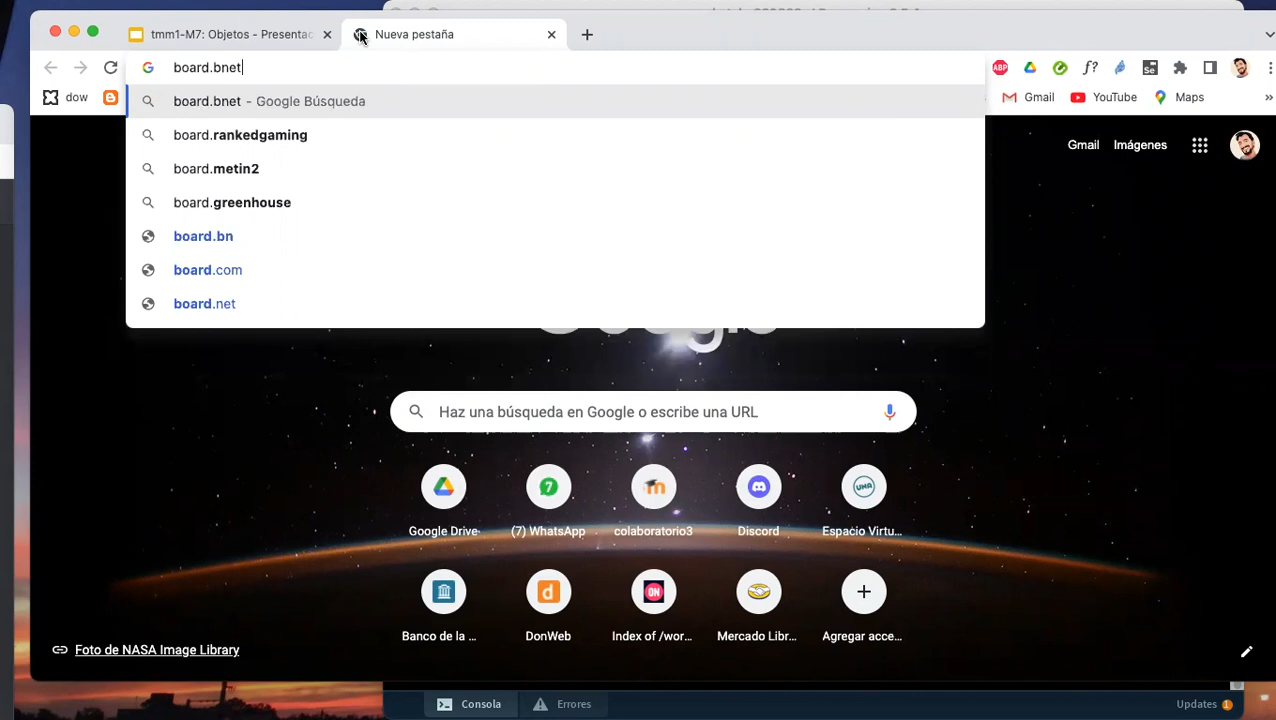 tmm1-M7: Objetos - Presentac
Nueva pestaña
board.bnet
ABP
Se
dow
Gmail
YouTube
Maps
»
board.bnet - Google Búsqueda
board.rankedgaming
board.metin2
board.greenhouse
board.bn
board.com
board.net
Gmail
Imágenes
Haz una búsqueda en Google o escribe una URL
Google Drive
(7) WhatsApp
colaboratorio3
Discord
Espacio Virtu...
Banco de la ...
DonWeb
Index of /wor...
Mercado Libr...
Agregar acce...
Foto de NASA Image Library
Consola
Errores
Updates 1